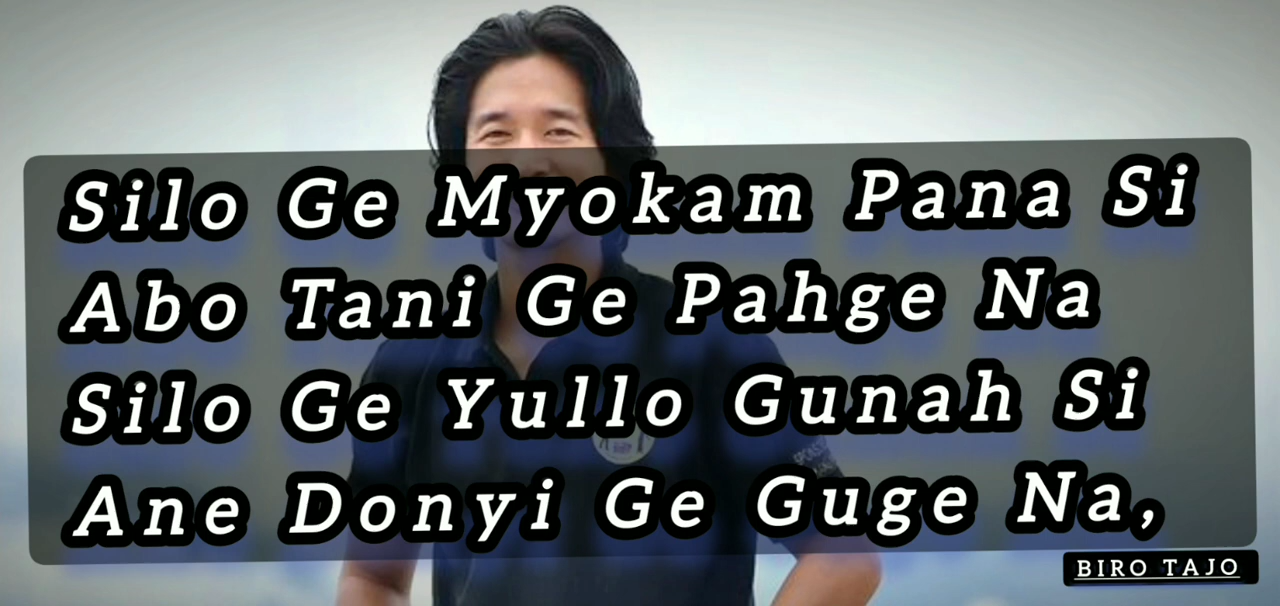 Silo Ge Myokam Pana Si
Abo Tani Ge Pahge Na
Silo Ge Yullo Gunah Si
Ane Donyi Ge Guge Na,
BIRO TAJO